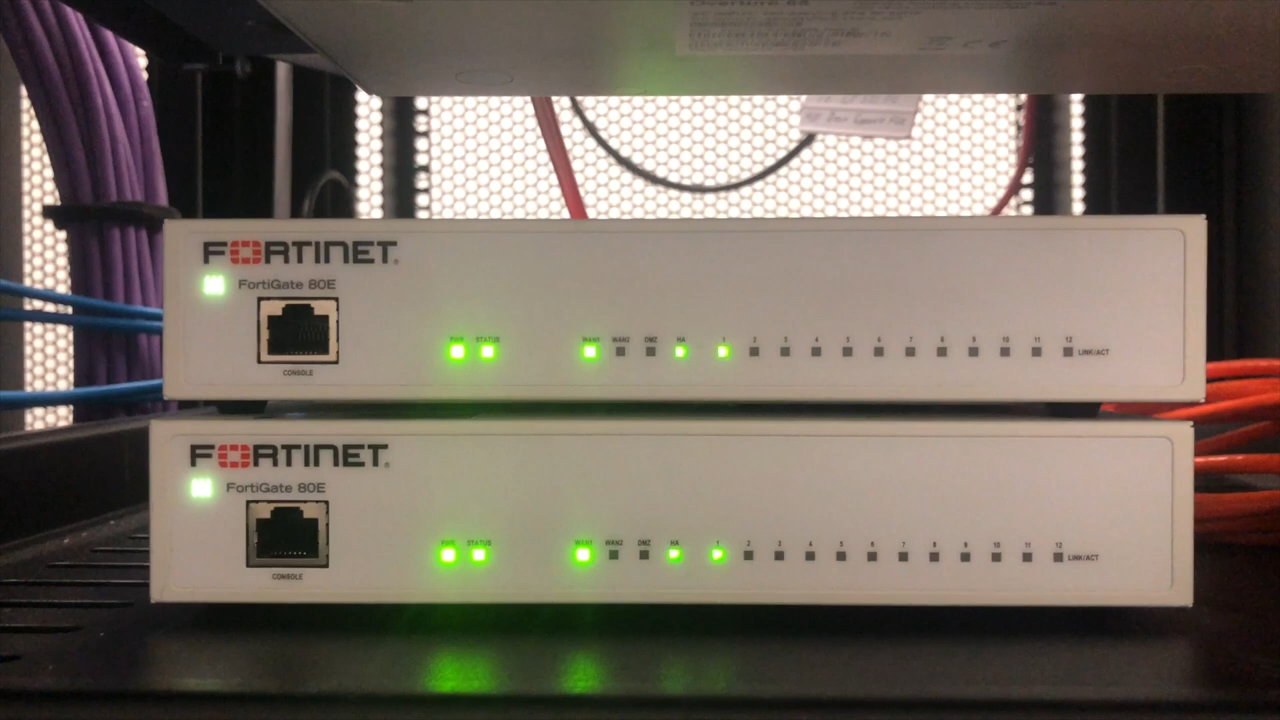 Overture 65
FORTINET
FortiGate 80E
CONSOLE
PWR STATUS WAN1 WAN2 DMZ HA 1 2 3 4 5 6 7 8 9 10 11 12
LINK/ACT
FORTINET
FortiGate 80E
CONSOLE
PWR STATUS WAN1 WAN2 DMZ HA 1 2 3 4 5 6 7 8 9 10 11 12
LINK/ACT